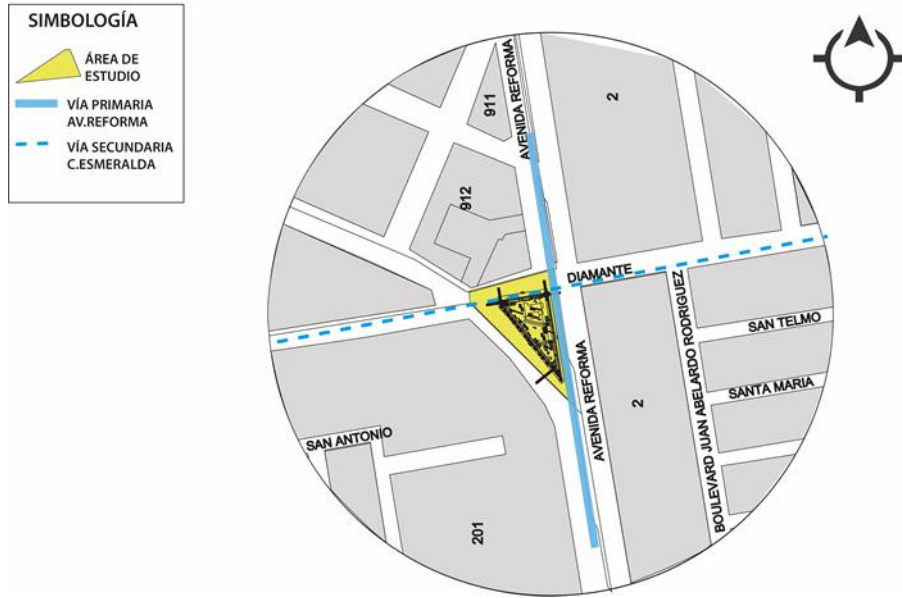 SIMBOLOGÍA
ÁREA DE
ESTUDIO
VÍA PRIMARIA
AV.REFORMA
VÍA SECUNDARIA
C.ESMERALDA
911
AVENIDA REFORMA
2
912
DIAMANTE
BOULEVARD JUAN ABELARDO RODRIGUEZ
SAN TELMO
SANTA MARIA
AVENIDA REFORMA
2
SAN ANTONIO
201